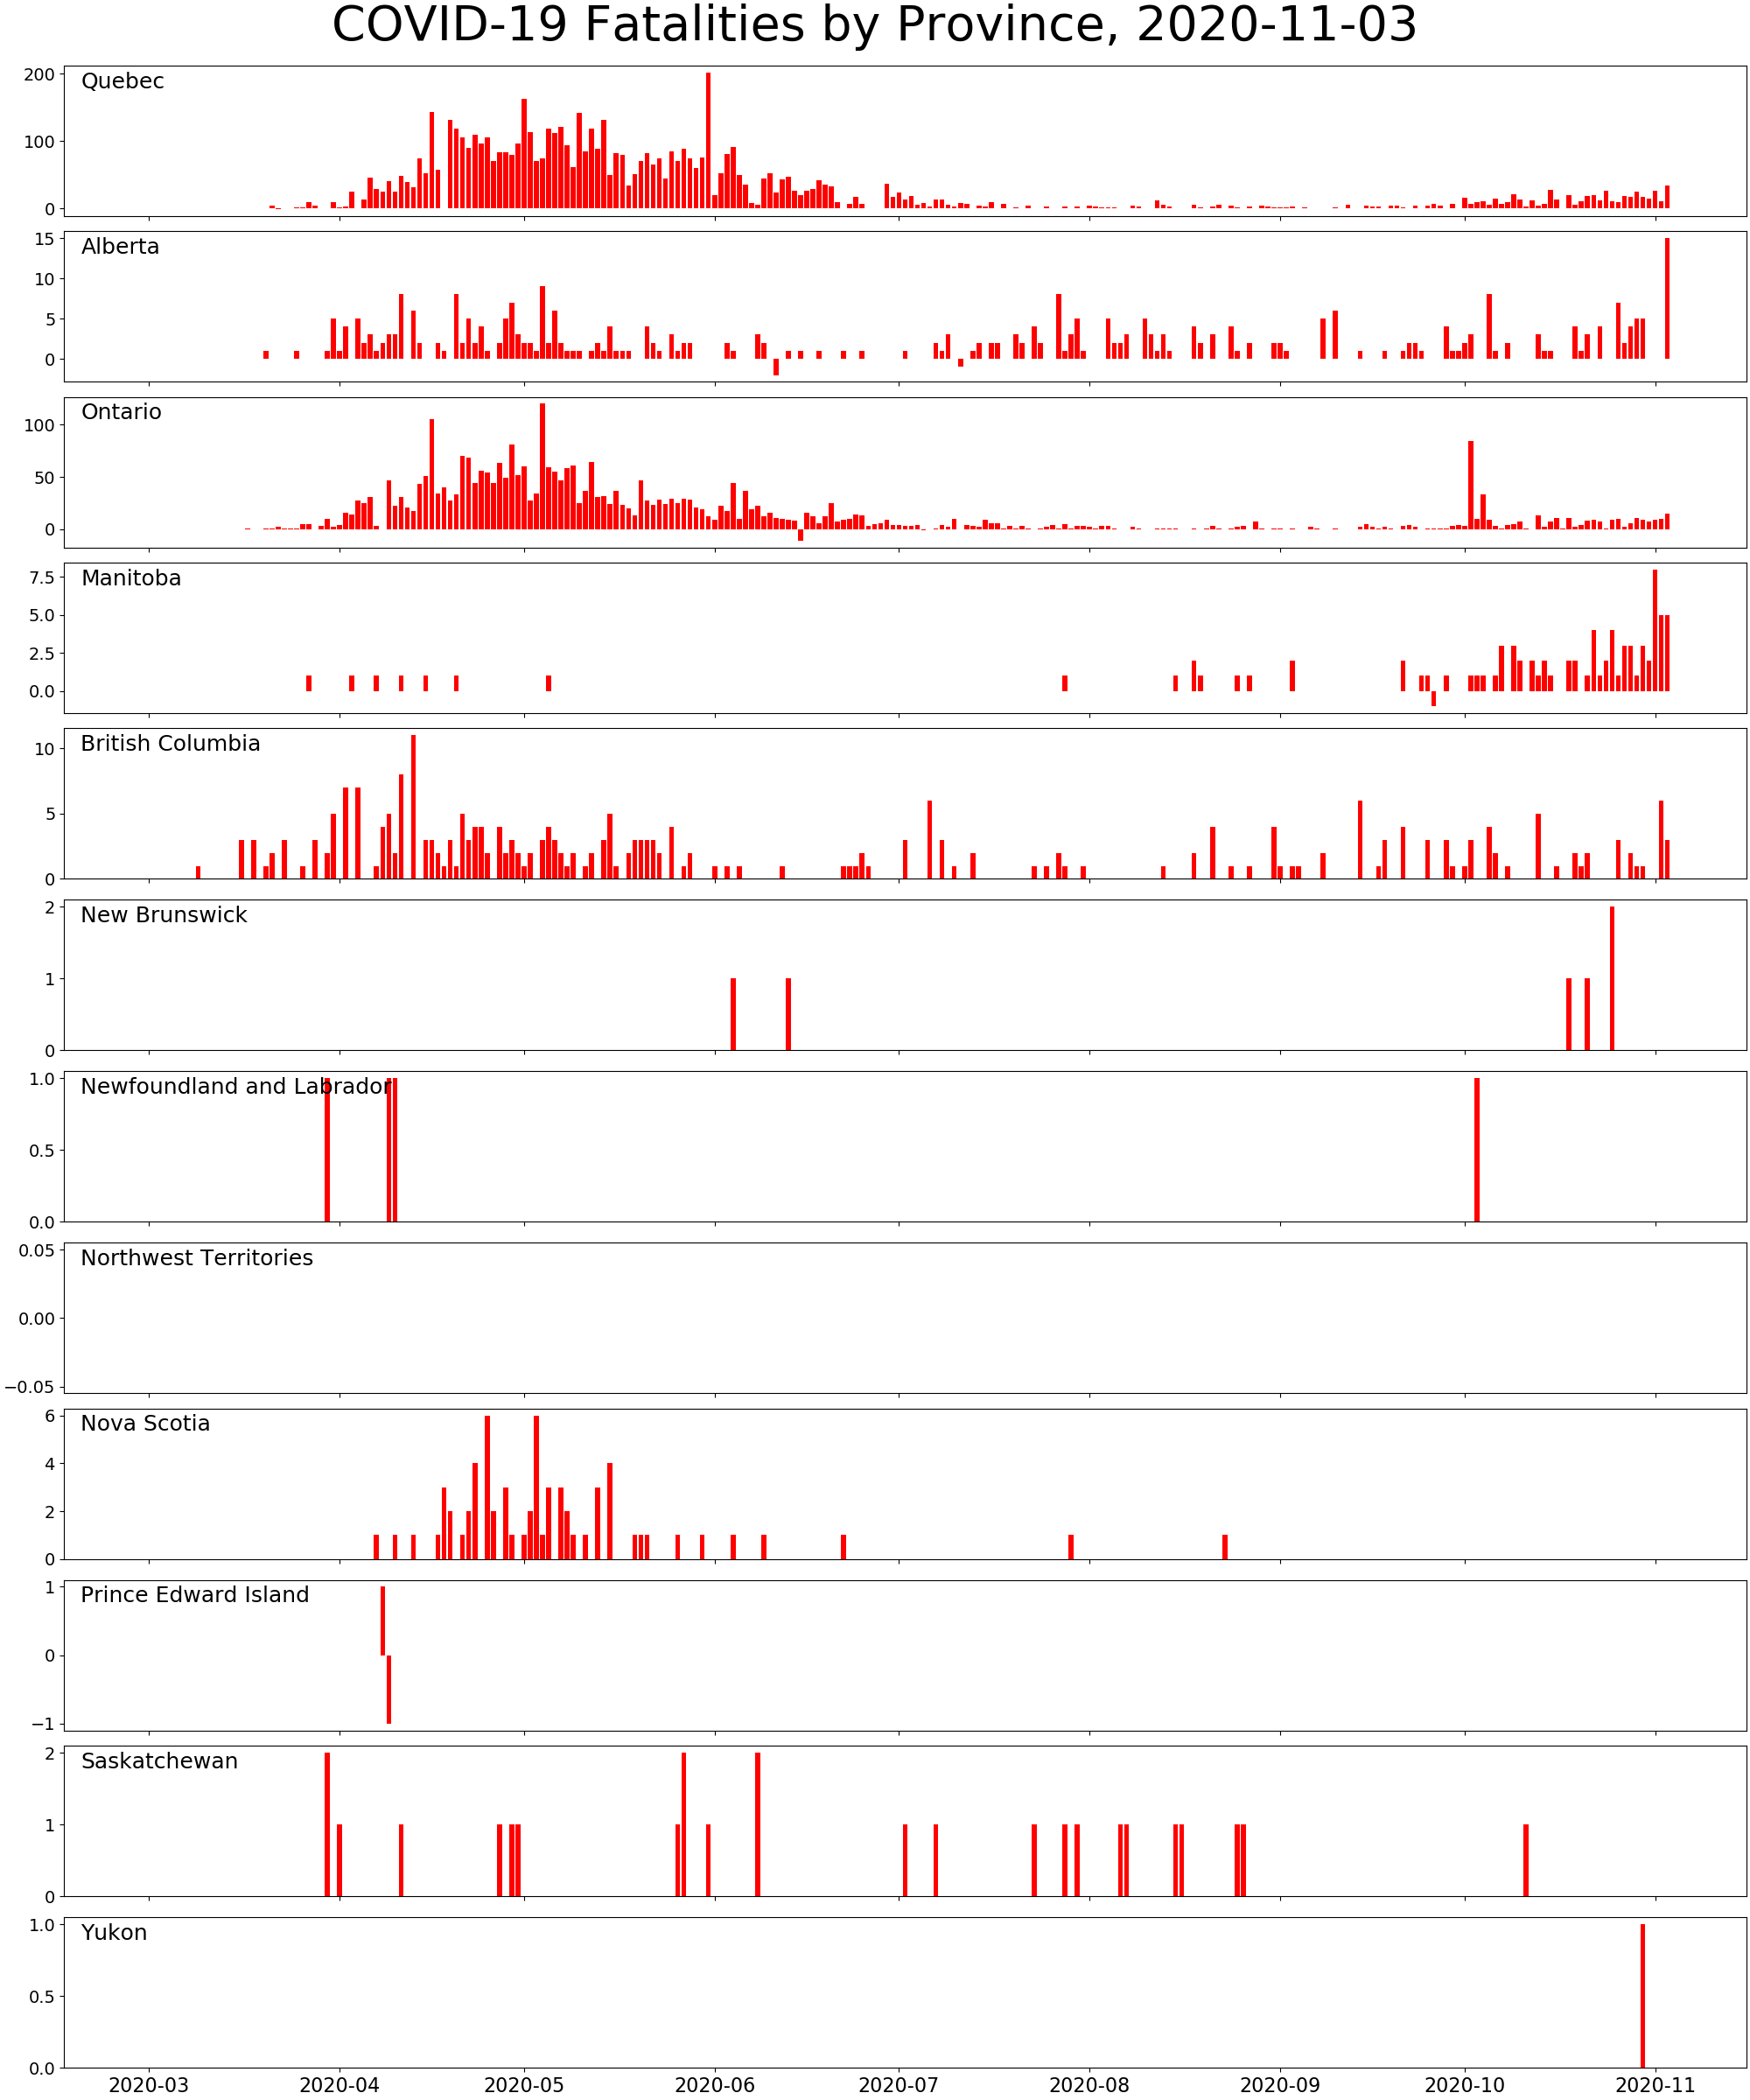 COVID-19 Fatalities by Province, 2020-11-03
Quebec
200
100
0
Alberta
15
10
5
0
Ontario
100
50
0
Manitoba
7.5
5.0
2.5
0.0
British Columbia
10
5
0
New Brunswick
2
1
0
Newfoundland and Labrador
1.0
0.5
0.0
Northwest Territories
0.05
0.00
−0.05
Nova Scotia
6
4
2
0
Prince Edward Island
1
0
−1
Saskatchewan
2
1
0
Yukon
1.0
0.5
0.0
2020-03 2020-04 2020-05 2020-06 2020-07 2020-08 2020-09 2020-10 2020-11